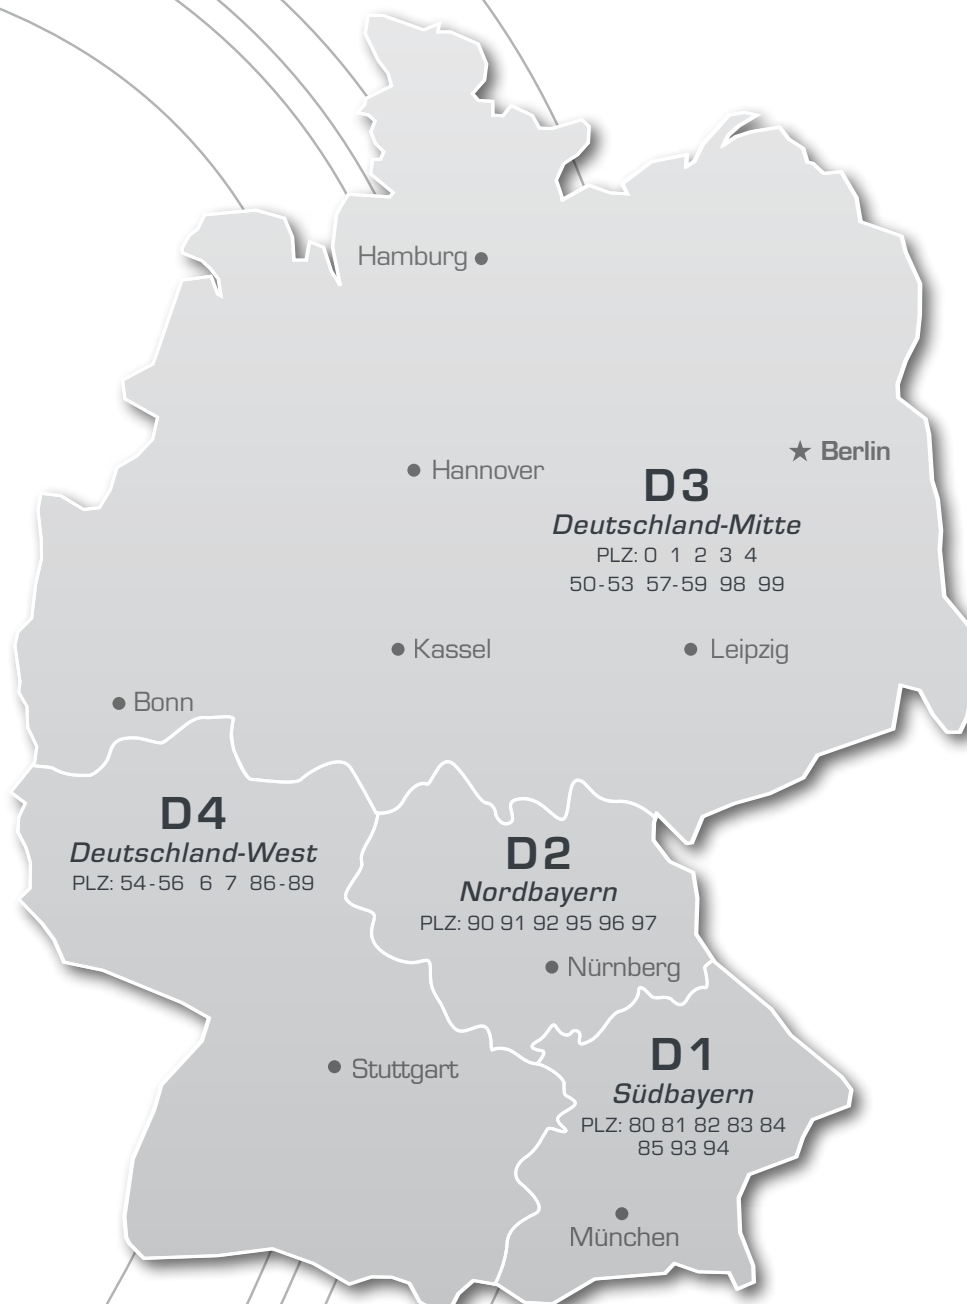 Hamburg
Berlin
Hannover
D3
Deutschland-Mitte
PLZ: 0 1 2 3 4
50-53 57-59 98 99
Kassel
Leipzig
Bonn
D4
Deutschland-West
PLZ: 54-56 6 7 86-89
D2
Nordbayern
PLZ: 90 91 92 95 96 97
Nürnberg
D1
Südbayern
PLZ: 80 81 82 83 84
85 93 94
Stuttgart
München